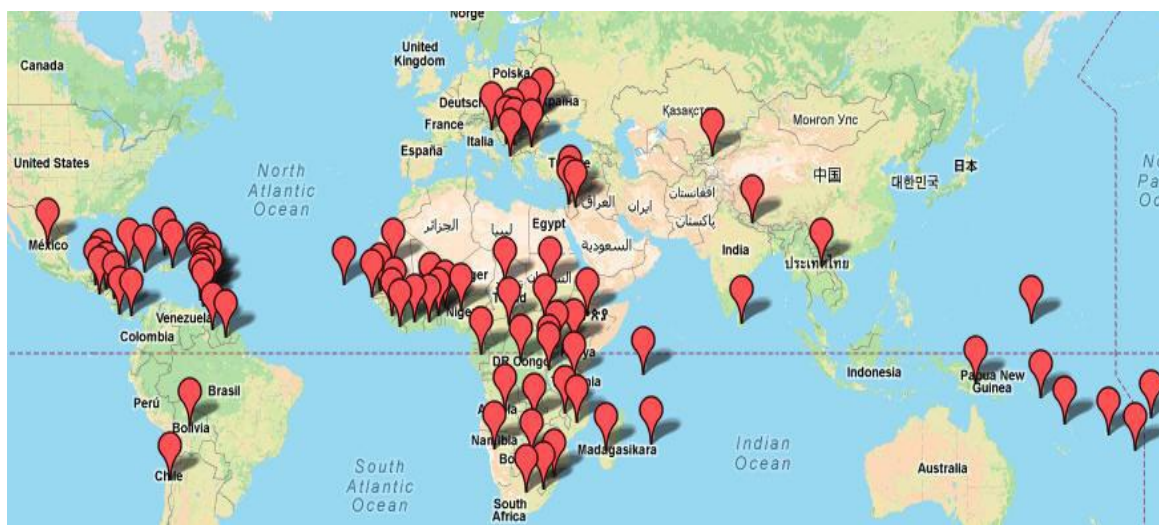 Norge
Canada
United
Kingdom
Polska
Deutsch
France
Italia
España
Україна
Қазақстан
Монгол Улс
United States
North
Atlantic
Ocean
中国
日本
대한민국
México
الجزائر
ليبيا
Egypt
العراق
ایران
افغانستان
پاکستان
السعودية
India
ประเทศไทย
Venezuela
Colombia
DR Congo
Indonesia
Papua New
Guinea
Brasil
Perú
Bolivia
Chile
Angola
Namibia
Madagasikara
Indian
Ocean
Australia
South
Atlantic
Ocean
South
Africa